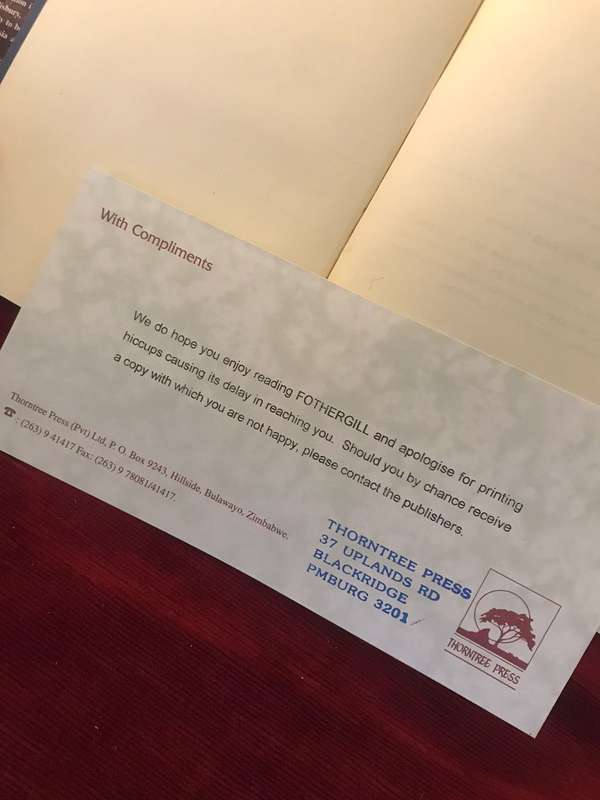 sbury,
to b
With Compliments
We do hope you enjoy reading FOTHERGILL and apologise for printing
hiccups causing its delay in reaching you. Should you by chance receive
a copy with which you are not happy, please contact the publishers.
Thorntree Press (Pvt) Ltd, P. O. Box 9243, Hillside, Bulawayo, Zimbabwe.
☎ : (263) 9 41417 Fax: (263) 9 78081/41417.
THORNTREE PRESS
37 UPLANDS RD
BLACKRIDGE
PMBURG 3201
THORNTREE PRESS